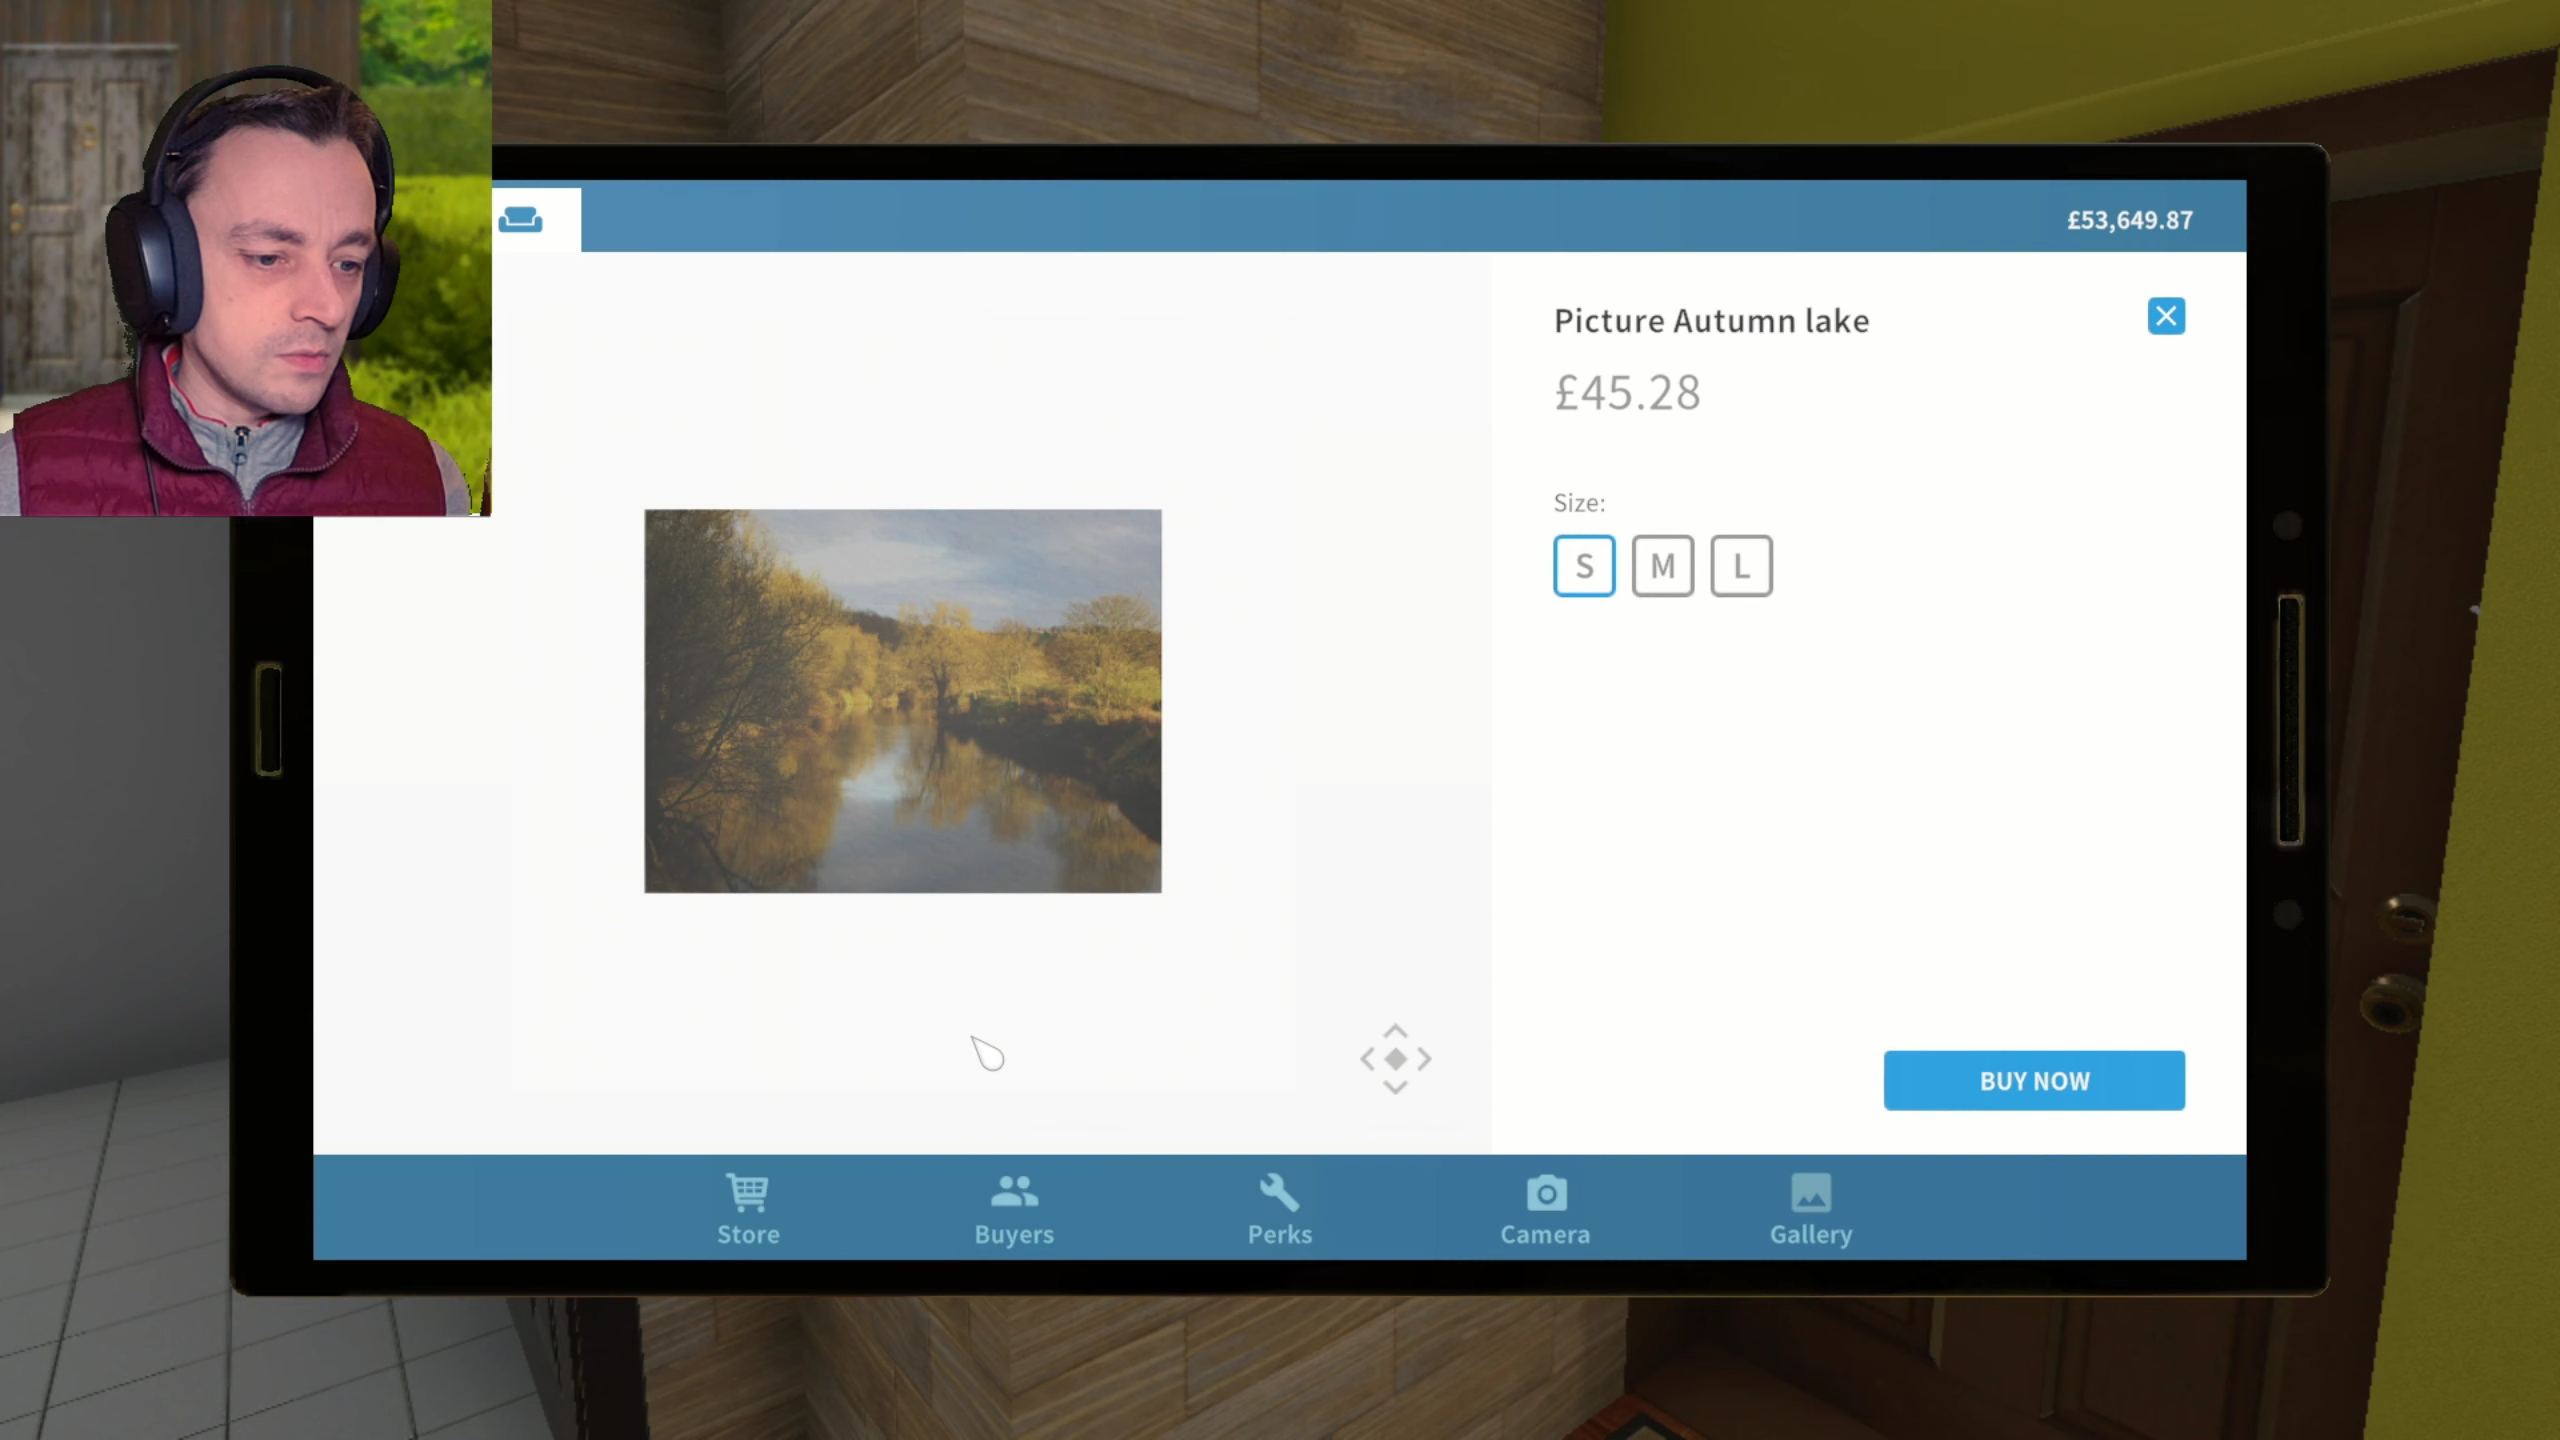 £53,649.87
Picture Autumn lake
£45.28
Size:
S M L
BUY NOW
Store Buyers Perks Camera Gallery